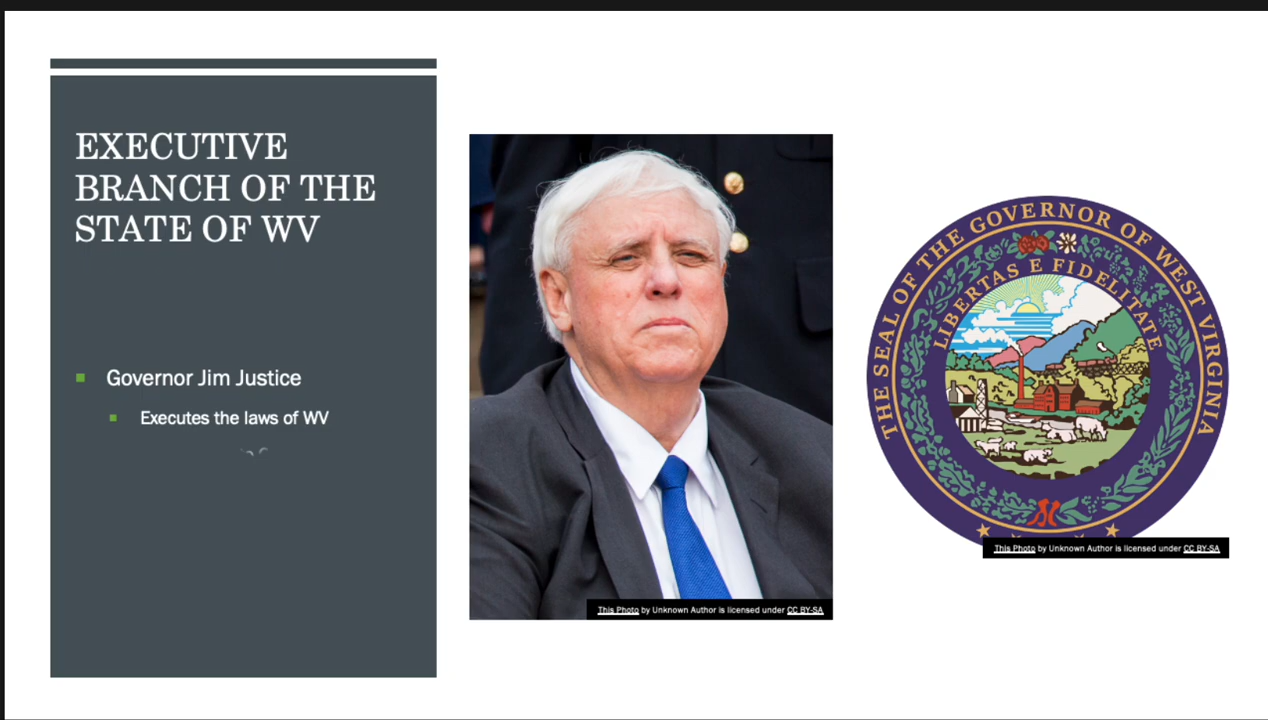 EXECUTIVE
BRANCH OF THE
STATE OF WV
Governor Jim Justice
Executes the laws of WV
This Photo by Unknown Author is licensed under CC BY-SA
THE SEAL OF THE GOVERNOR OF WEST VIRGINIA
LIBERTAS E FIDELITATE
This Photo by Unknown Author is licensed under CC BY-SA